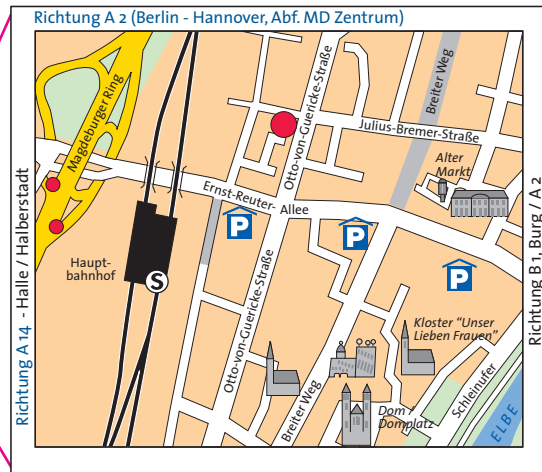 Richtung A 2 (Berlin - Hannover, Abf. MD Zentrum)
Magdeburger Ring
Otto-von-Guericke-Straße
Breiter Weg
Julius-Bremer-Straße
Alter
Markt
Ernst-Reuter- Allee
P
P
P
Haupt-
bahnhof
S
Otto-von-Guericke-Straße
Breiter Weg
Kloster "Unser
Lieben Frauen"
Dom /
Domplatz
Schleinufer
ELBE
Richtung A 14 - Halle / Halberstadt
Richtung B 1, Burg / A 2